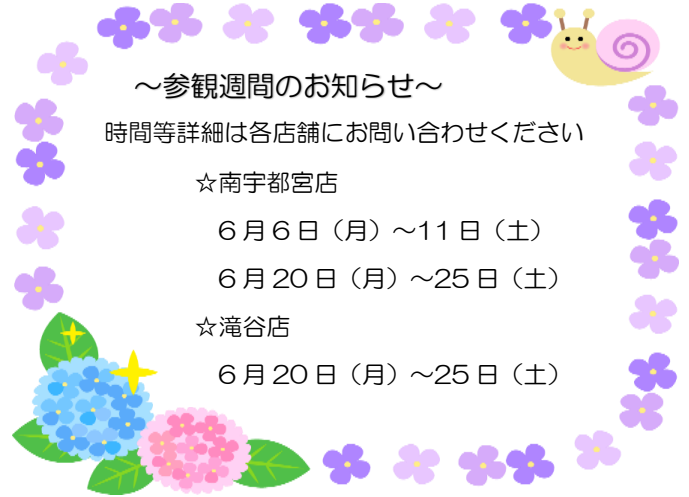 ～参観週間のお知らせ～
時間等詳細は各店舗にお問い合わせください
☆南宇都宮店
6月6日（月）～11日（土）
6月20日（月）～25日（土）
☆滝谷店
6月20日（月）～25日（土）